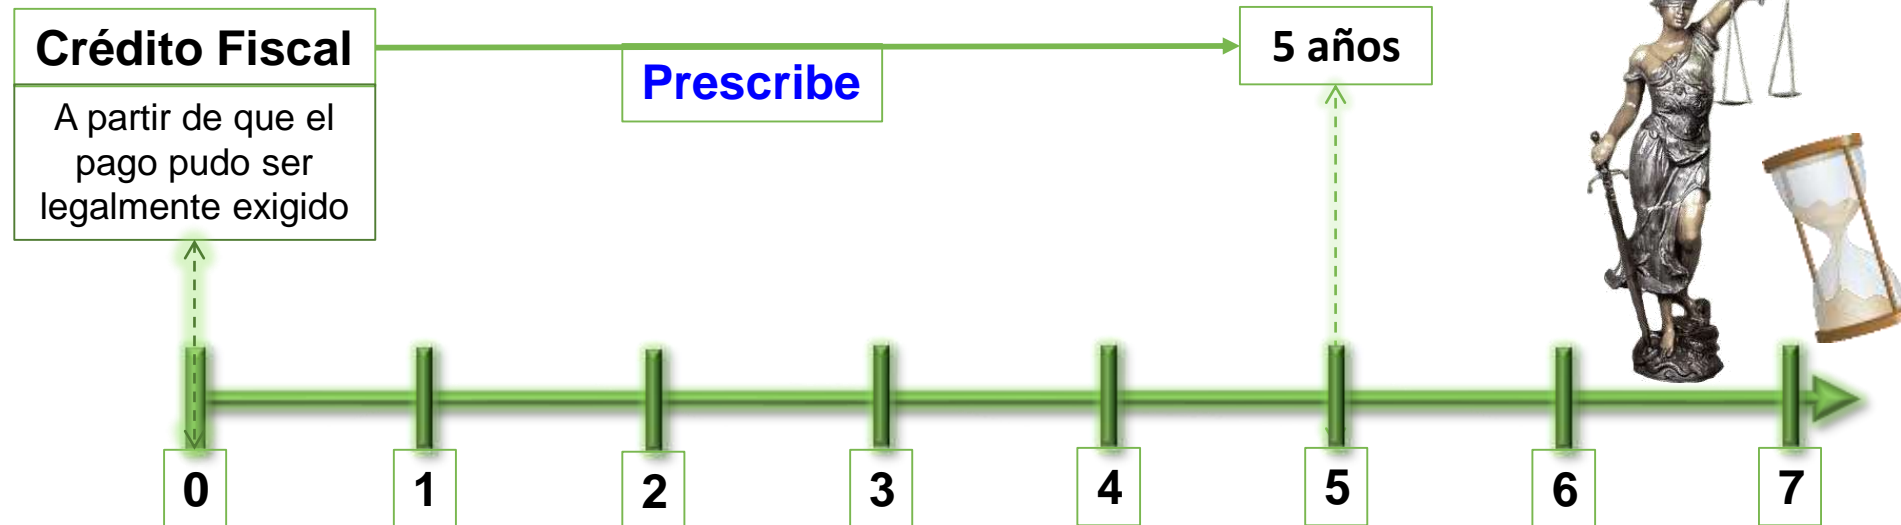 Crédito Fiscal
A partir de que el
pago pudo ser
legalmente exigido
Prescribe
5 años
0
1
2
3
4
5
6
7